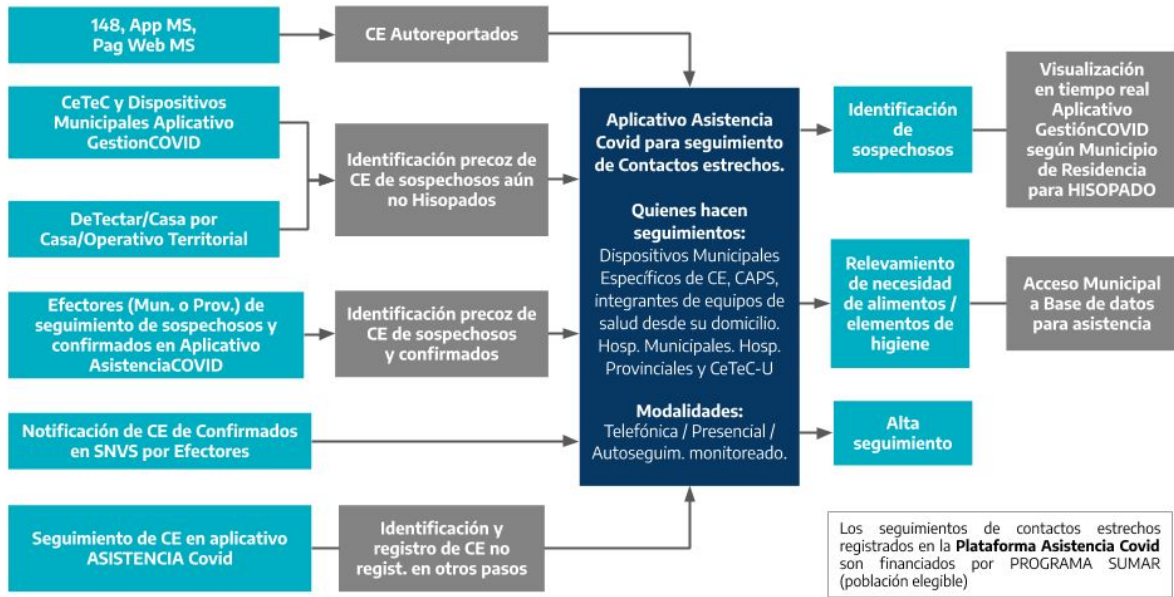 148, App MS,
Pag Web MS
CE Autoreportados
CeTeC y Dispositivos
Municipales Aplicativo
GestionCOVID
DeTectar/Casa por
Casa/Operativo Territorial
Identificación precoz de
CE de sospechosos aún
no Hisopados
Efectores (Mun. o Prov.) de
seguimiento de sospechosos y
confirmados en Aplicativo
AsistenciaCOVID
Identificación precoz de
CE de sospechosos
y confirmados
Notificación de CE de Confirmados
en SNVS por Efectores
Seguimiento de CE en aplicativo
ASISTENCIA Covid
Identificación y
registro de CE no
regist. en otros pasos
Aplicativo Asistencia
Covid para seguimiento
de Contactos estrechos.
Quienes hacen
seguimientos:
Dispositivos Municipales
Específicos de CE, CAPS,
integrantes de equipos de
salud desde su domicilio.
Hosp. Municipales. Hosp.
Provinciales y CeTeC-U
Modalidades:
Telefónica / Presencial /
Autoseguim. monitoreado.
Identificación
de
sospechosos
Visualización
en tiempo real
Aplicativo
GestiónCOVID
según Municipio
de Residencia
para HISOPADO
Relevamiento
de necesidad
de alimentos /
elementos de
higiene
Acceso Municipal
a Base de datos
para asistencia
Alta
seguimiento
Los seguimientos de contactos estrechos
registrados en la Plataforma Asistencia Covid
son financiados por PROGRAMA SUMAR
(población elegible)